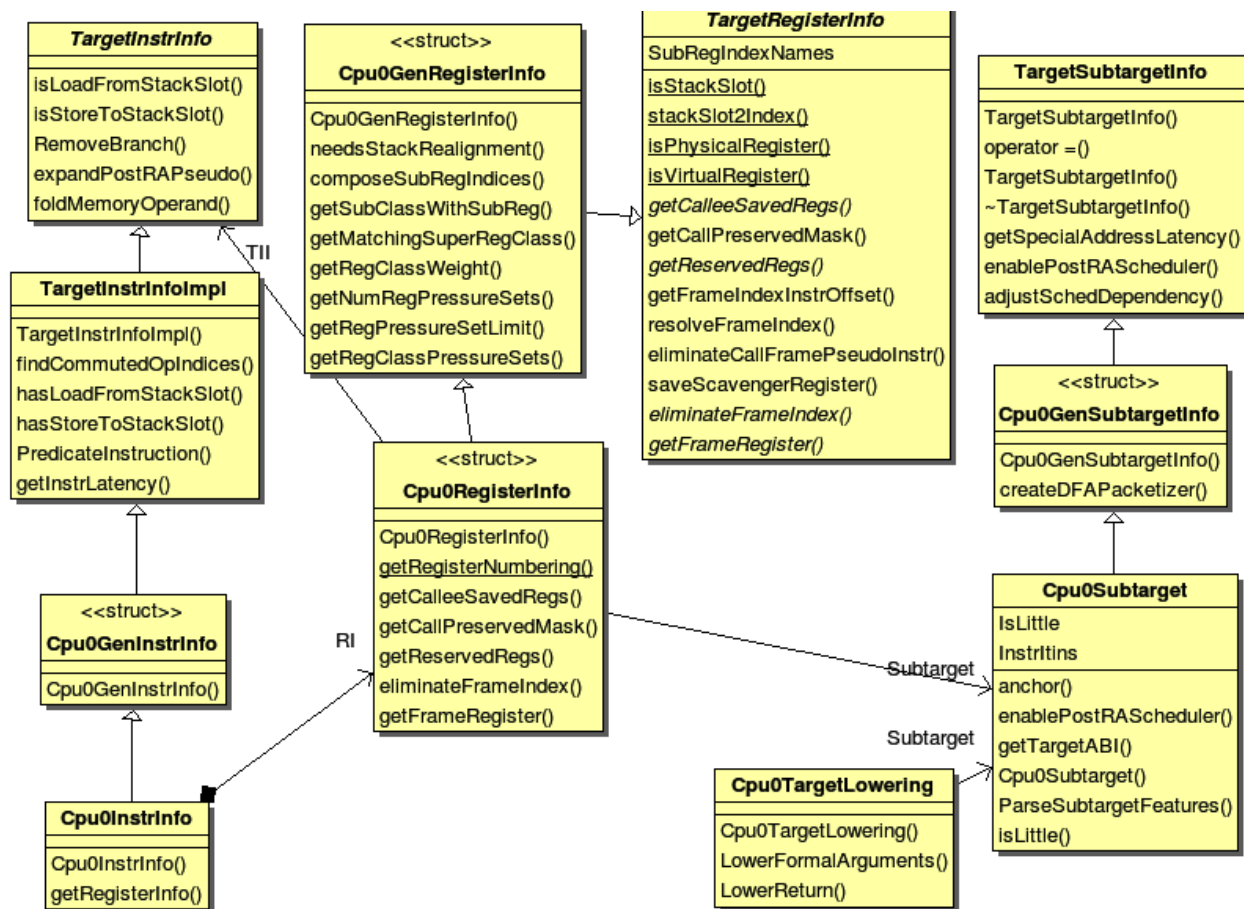 TargetInstrInfo
isLoadFromStackSlot()
isStoreToStackSlot()
RemoveBranch()
expandPostRAPseudo()
foldMemoryOperand()
TII
<<struct>>
Cpu0GenRegisterInfo
Cpu0GenRegisterInfo()
needsStackRealignment()
composeSubRegIndices()
getSubClassWithSubReg()
getMatchingSuperRegClass()
getRegClassWeight()
getNumRegPressureSets()
getRegPressureSetLimit()
getRegClassPressureSets()
TargetRegisterInfo
SubRegIndexNames
isStackSlot()
stackSlot2Index()
isPhysicalRegister()
isVirtualRegister()
getCalleeSavedRegs()
getCallPreservedMask()
getReservedRegs()
getFrameIndexInstrOffset()
resolveFrameIndex()
eliminateCallFramePseudoInstr()
saveScavengerRegister()
eliminateFrameIndex()
getFrameRegister()
TargetSubtargetInfo
TargetSubtargetInfo()
operator =()
TargetSubtargetInfo()
~TargetSubtargetInfo()
getSpecialAddressLatency()
enablePostRAScheduler()
adjustSchedDependency()
TargetInstrInfoImpl
TargetInstrInfoImpl()
findCommutedOpIndices()
hasLoadFromStackSlot()
hasStoreToStackSlot()
PredicateInstruction()
getInstrLatency()
<<struct>>
Cpu0RegisterInfo
Cpu0RegisterInfo()
getRegisterNumbering()
getCalleeSavedRegs()
getCallPreservedMask()
getReservedRegs()
eliminateFrameIndex()
getFrameRegister()
<<struct>>
Cpu0GenSubtargetInfo
Cpu0GenSubtargetInfo()
createDFAPacketizer()
<<struct>>
Cpu0GenInstrInfo
Cpu0GenInstrInfo()
RI
Subtarget
Subtarget
Cpu0Subtarget
IsLittle
InstrItins
anchor()
enablePostRAScheduler()
getTargetABI()
Cpu0Subtarget()
ParseSubtargetFeatures()
isLittle()
Cpu0InstrInfo
Cpu0InstrInfo()
getRegisterInfo()
Cpu0TargetLowering
Cpu0TargetLowering()
LowerFormalArguments()
LowerReturn()